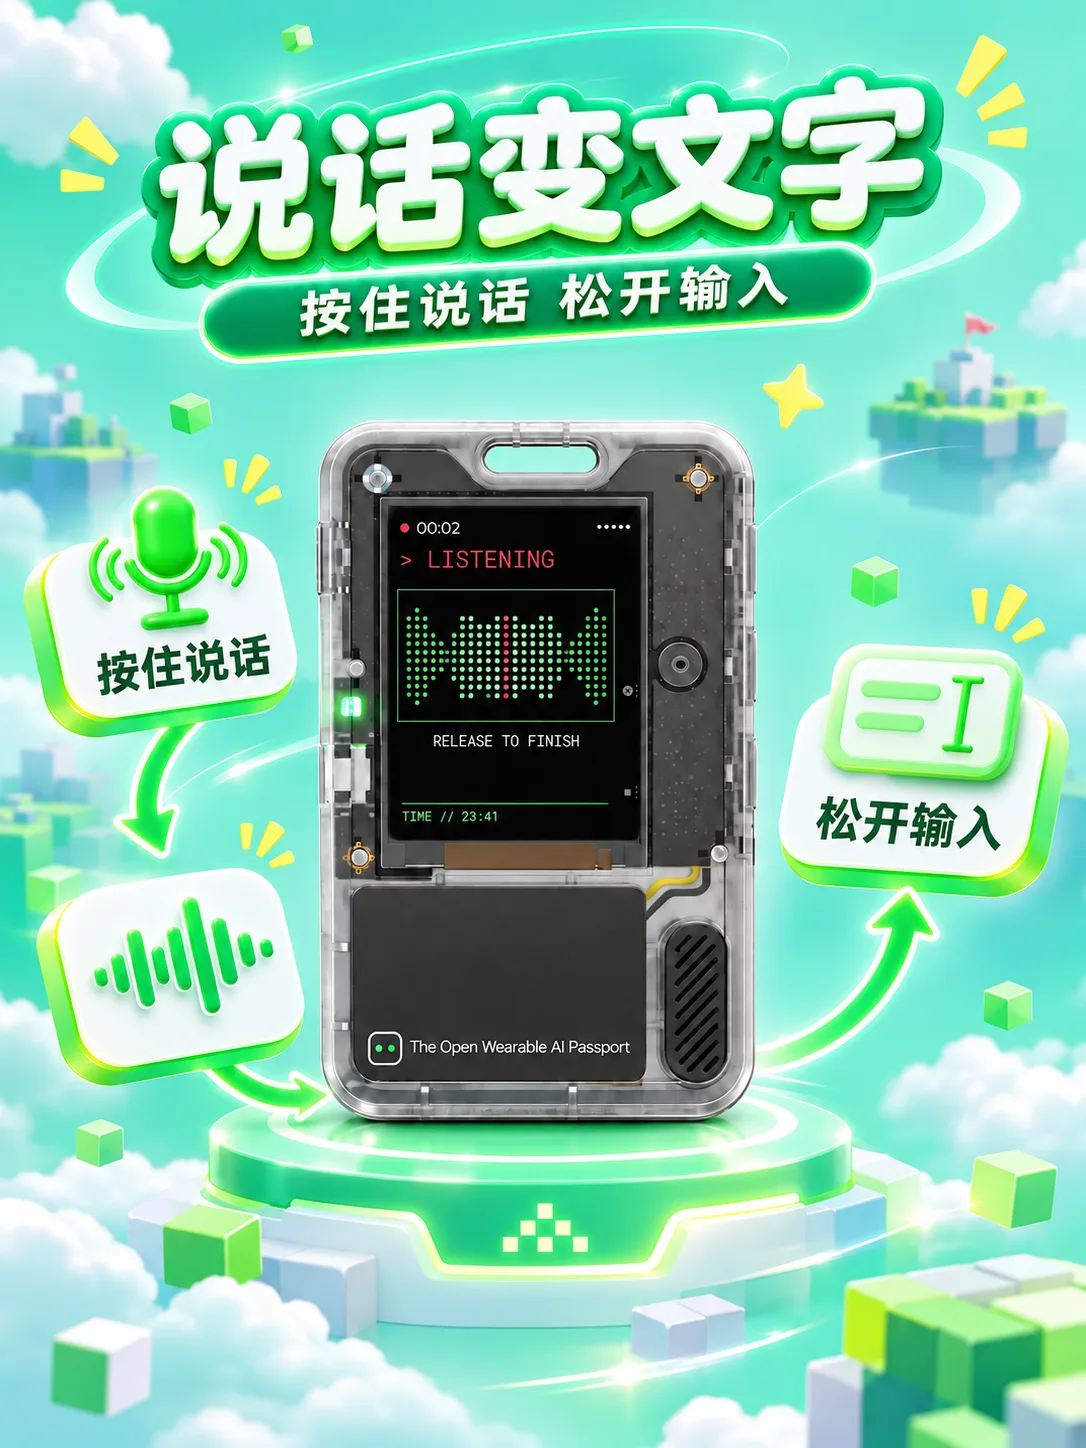 说话变文字
按住说话 松开输入
00:02
> LISTENING
RELEASE TO FINISH
TIME // 23:41
按住说话
松开输入
The Open Wearable AI Passport